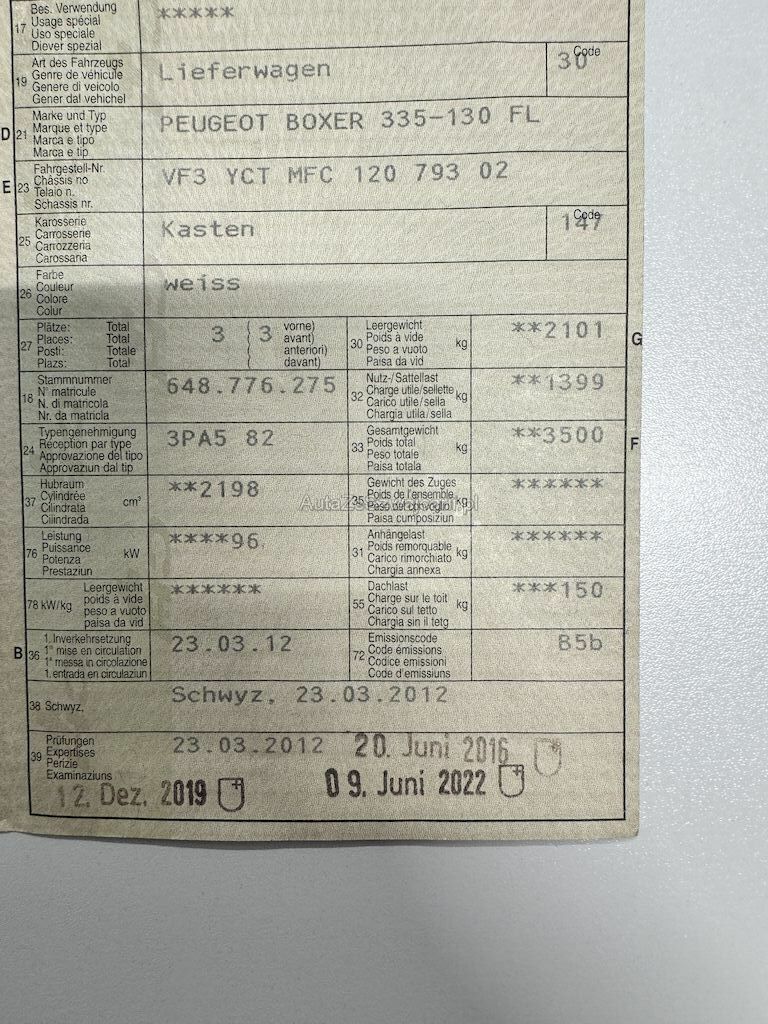 17 Bes. Verwendung
Usage spécial
Uso speciale
Diever spezial
*****
19 Art des Fahrzeugs
Genre de véhicule
Genere di veicolo
Gener dal vehichel
Lieferwagen
Code
30
D 21 Marke und Typ
Marque et type
Marca e tipo
Marca e tip
PEUGEOT BOXER 335-130 FL
E 23 Fahrgestell-Nr.
Châssis no
Telaio n.
Schassis nr.
VF3 YCT MFC 120 793 02
25 Karosserie
Carrosserie
Carrozzeria
Carossaria
Kasten
Code
147
26 Farbe
Couleur
Colore
Colur
weiss
27 Plätze: Total
Places: Total
Posti: Totale
Plazs: Total
3 ( 3 vorne)
( avant)
( anteriori)
( davant)
30 Leergewicht
Poids à vide
Peso a vuoto
Paisa da vid
kg
**2101
G
18 Stammnummer
N° matricule
N. di matricola
Nr. da matricla
648.776.275
32 Nutz-/Sattellast
Charge utile/sellette
Carico utile/sella
Chargia utila/sella
kg
**1399
24 Typengenehmigung
Réception par type
Approvazione del tipo
Approvaziun dal tip
3PA5 82
33 Gesamtgewicht
Poids total
Peso totale
Paisa totala
kg
**3500
F
37 Hubraum
Cylindrée
Cilindrata
Cilindrada
cm³
**2198
35 Gewicht des Zuges
Poids de l'ensemble
Peso del convoglio
Paisa cumposiziun
kg
******
76 Leistung
Puissance
Potenza
Prestaziun
kW
****96
31 Anhängelast
Poids remorquable
Carico rimorchiato
Chargia annexa
kg
******
78 kW/kg Leergewicht
poids à vide
peso a vuoto
paisa da vid
******
55 Dachlast
Charge sur le toit
Carico sul tetto
Chargia sin il tetg
kg
***150
B 36 1. Inverkehrsetzung
1re mise en circulation
1a messa in circolazione
1. entrada en circulaziun
23.03.12
72 Emissionscode
Code émissions
Codice emissioni
Code d'emissiuns
B5b
38 Schwyz,
Schwyz, 23.03.2012
39 Prüfungen
Expertises
Perizie
Examinaziuns
23.03.2012 20. Juni 2016
12. Dez. 2019 09. Juni 2022